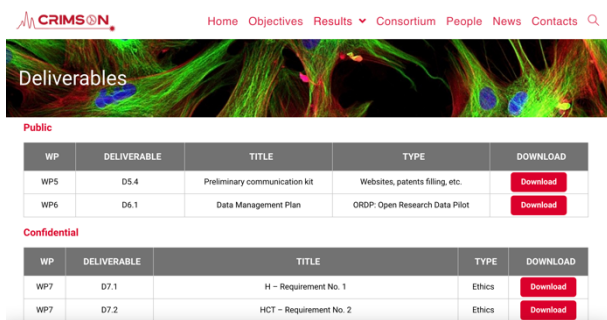 CRIMSON
Home Objectives Results Consortium People News Contacts
Deliverables
Public
WP DELIVERABLE TITLE TYPE DOWNLOAD
WP5 D5.4 Preliminary communication kit Websites, patents filling, etc. Download
WP6 D6.1 Data Management Plan ORDP: Open Research Data Pilot Download
Confidential
WP DELIVERABLE TITLE TYPE DOWNLOAD
WP7 D7.1 H – Requirement No. 1 Ethics Download
WP7 D7.2 HCT – Requirement No. 2 Ethics Download